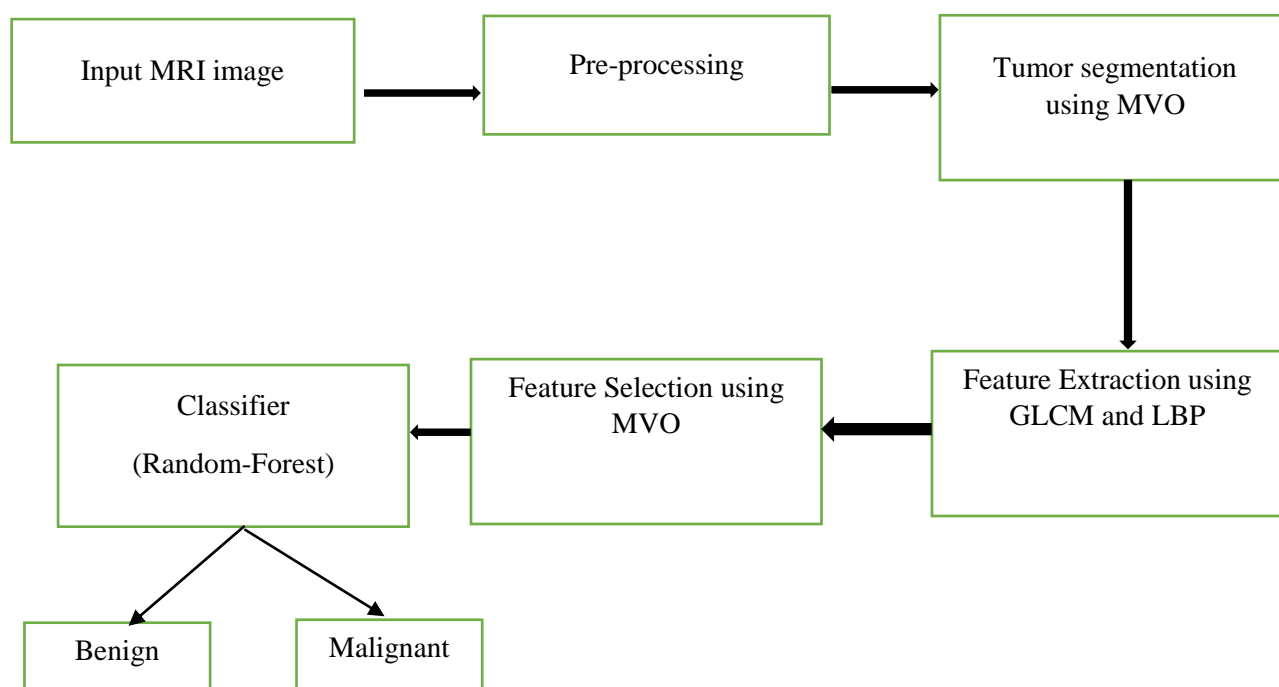 Input MRI image
Pre-processing
Tumor segmentation
using MVO
Feature Extraction using
GLCM and LBP
Feature Selection using
MVO
Classifier
(Random-Forest)
Benign
Malignant